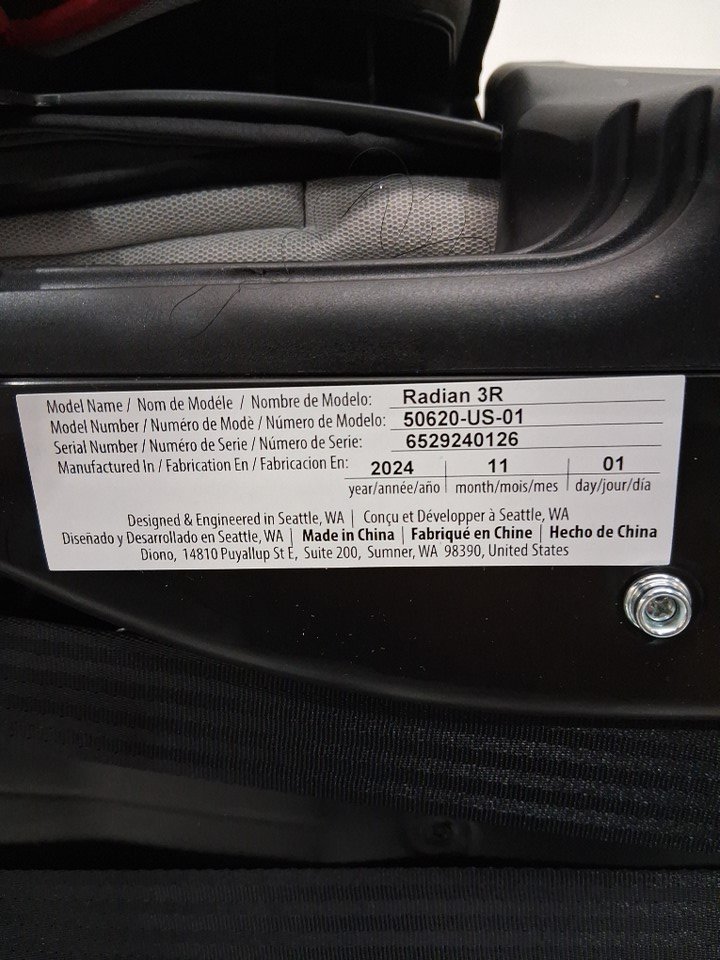 Model Name / Nom de Modéle / Nombre de Modelo: Radian 3R
Model Number / Numéro de Modè / Número de Modelo: 50620-US-01
Serial Number / Numéro de Serie / Número de Serie: 6529240126
Manufactured In / Fabrication En / Fabricacion En: 2024 | 11 | 01
year/année/año | month/mois/mes | day/jour/día
Designed & Engineered in Seattle, WA | Conçu et Développer à Seattle, WA
Diseñado y Desarrollado en Seattle, WA | Made in China | Fabriqué en Chine | Hecho de China
Diono, 14810 Puyallup St E, Suite 200, Sumner, WA 98390, United States